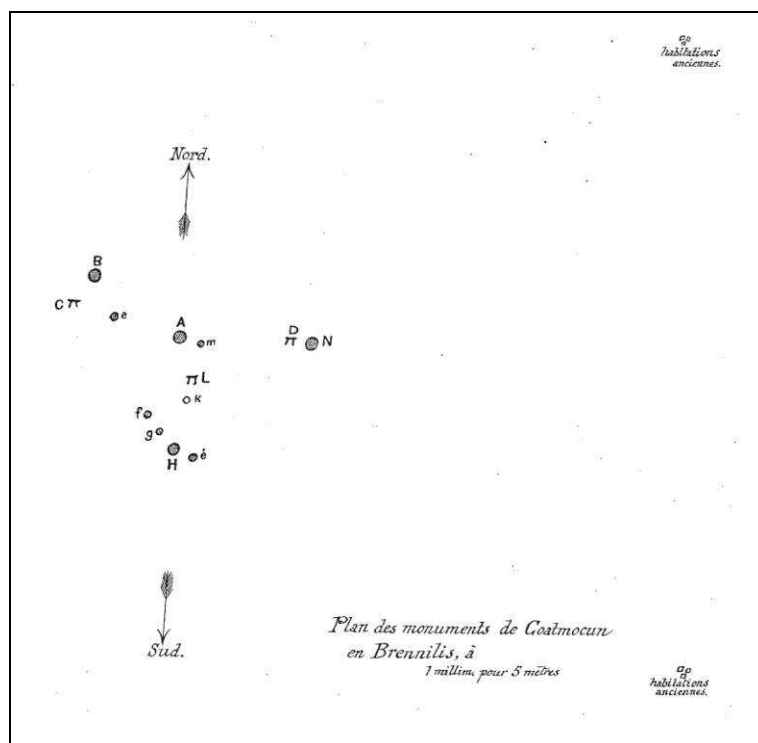 habitations
anciennes.
Nord.
B
C π
e
A
m
D
π N
π L
K
f
g
H
é
Plan des monuments de Coatmocun
en Brennilis, à
1 millim. pour 5 mètres
Sud.
habitations
anciennes.